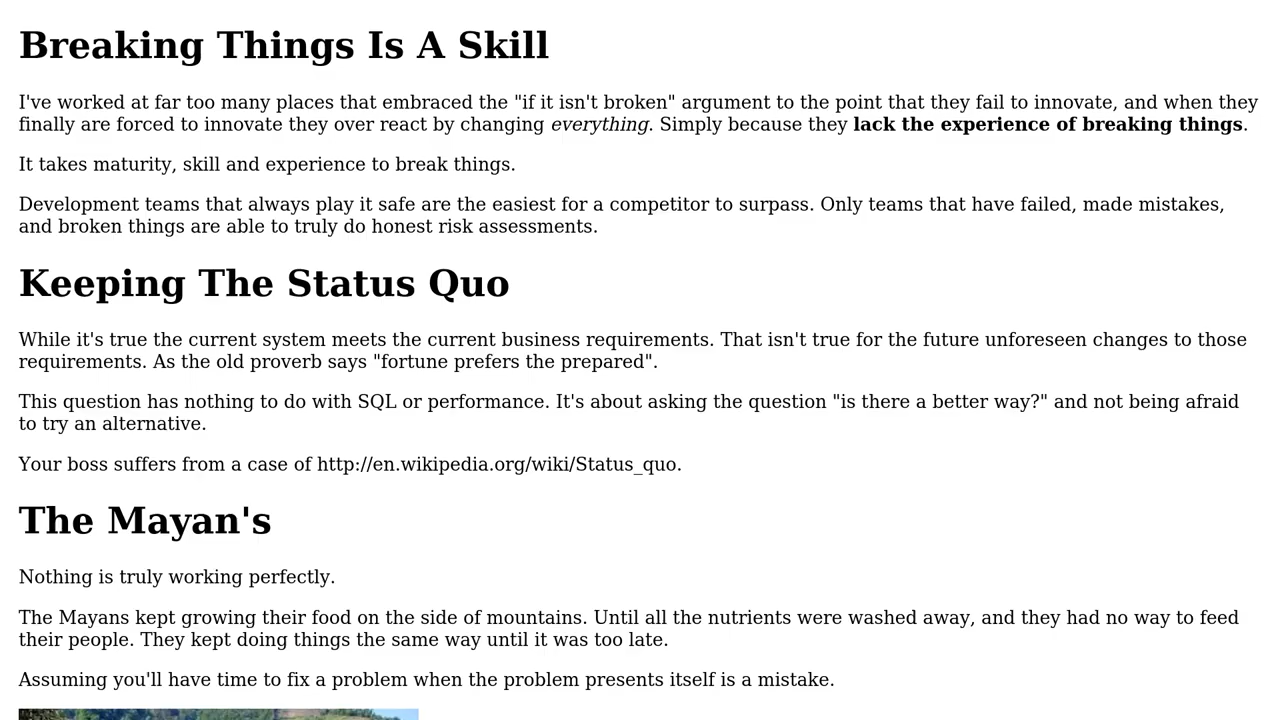 Breaking Things Is A Skill
I've worked at far too many places that embraced the "if it isn't broken" argument to the point that they fail to innovate, and when they
finally are forced to innovate they over react by changing everything. Simply because they lack the experience of breaking things.
It takes maturity, skill and experience to break things.
Development teams that always play it safe are the easiest for a competitor to surpass. Only teams that have failed, made mistakes,
and broken things are able to truly do honest risk assessments.
Keeping The Status Quo
While it's true the current system meets the current business requirements. That isn't true for the future unforeseen changes to those
requirements. As the old proverb says "fortune prefers the prepared".
This question has nothing to do with SQL or performance. It's about asking the question "is there a better way?" and not being afraid
to try an alternative.
Your boss suffers from a case of http://en.wikipedia.org/wiki/Status_quo.
The Mayan's
Nothing is truly working perfectly.
The Mayans kept growing their food on the side of mountains. Until all the nutrients were washed away, and they had no way to feed
their people. They kept doing things the same way until it was too late.
Assuming you'll have time to fix a problem when the problem presents itself is a mistake.